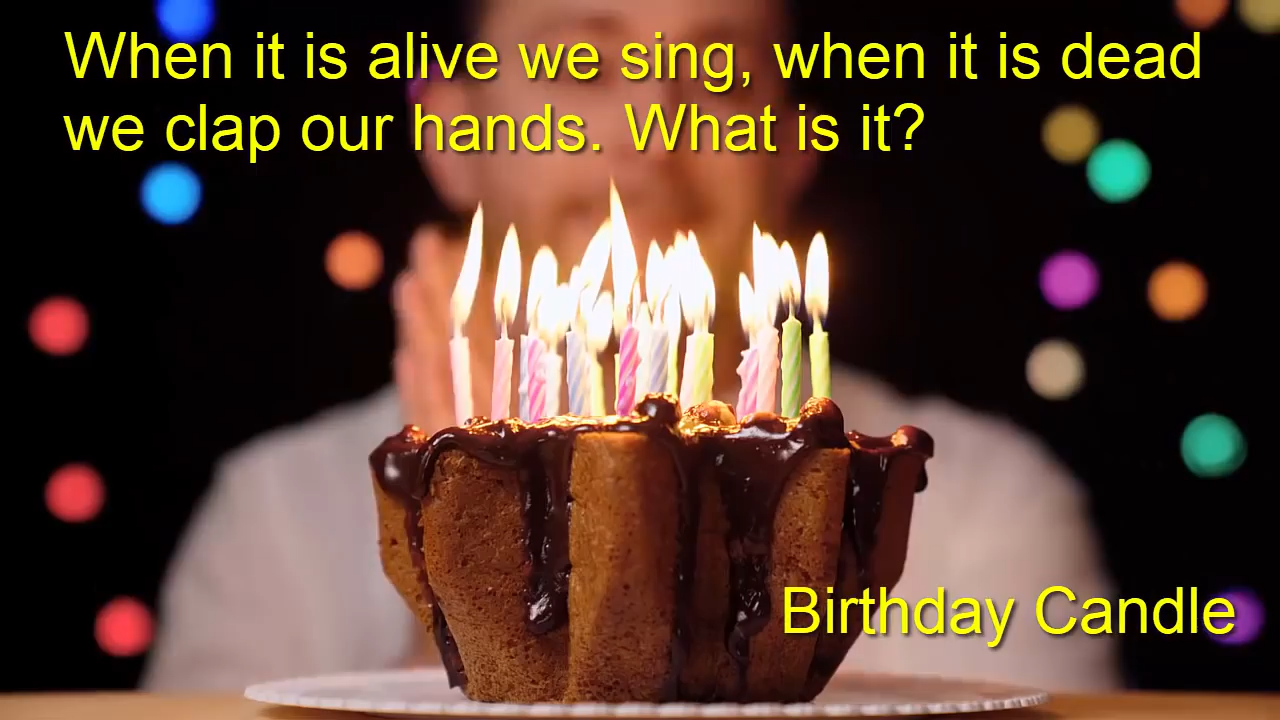 When it is alive we sing, when it is dead
we clap our hands. What is it?
Birthday Candle